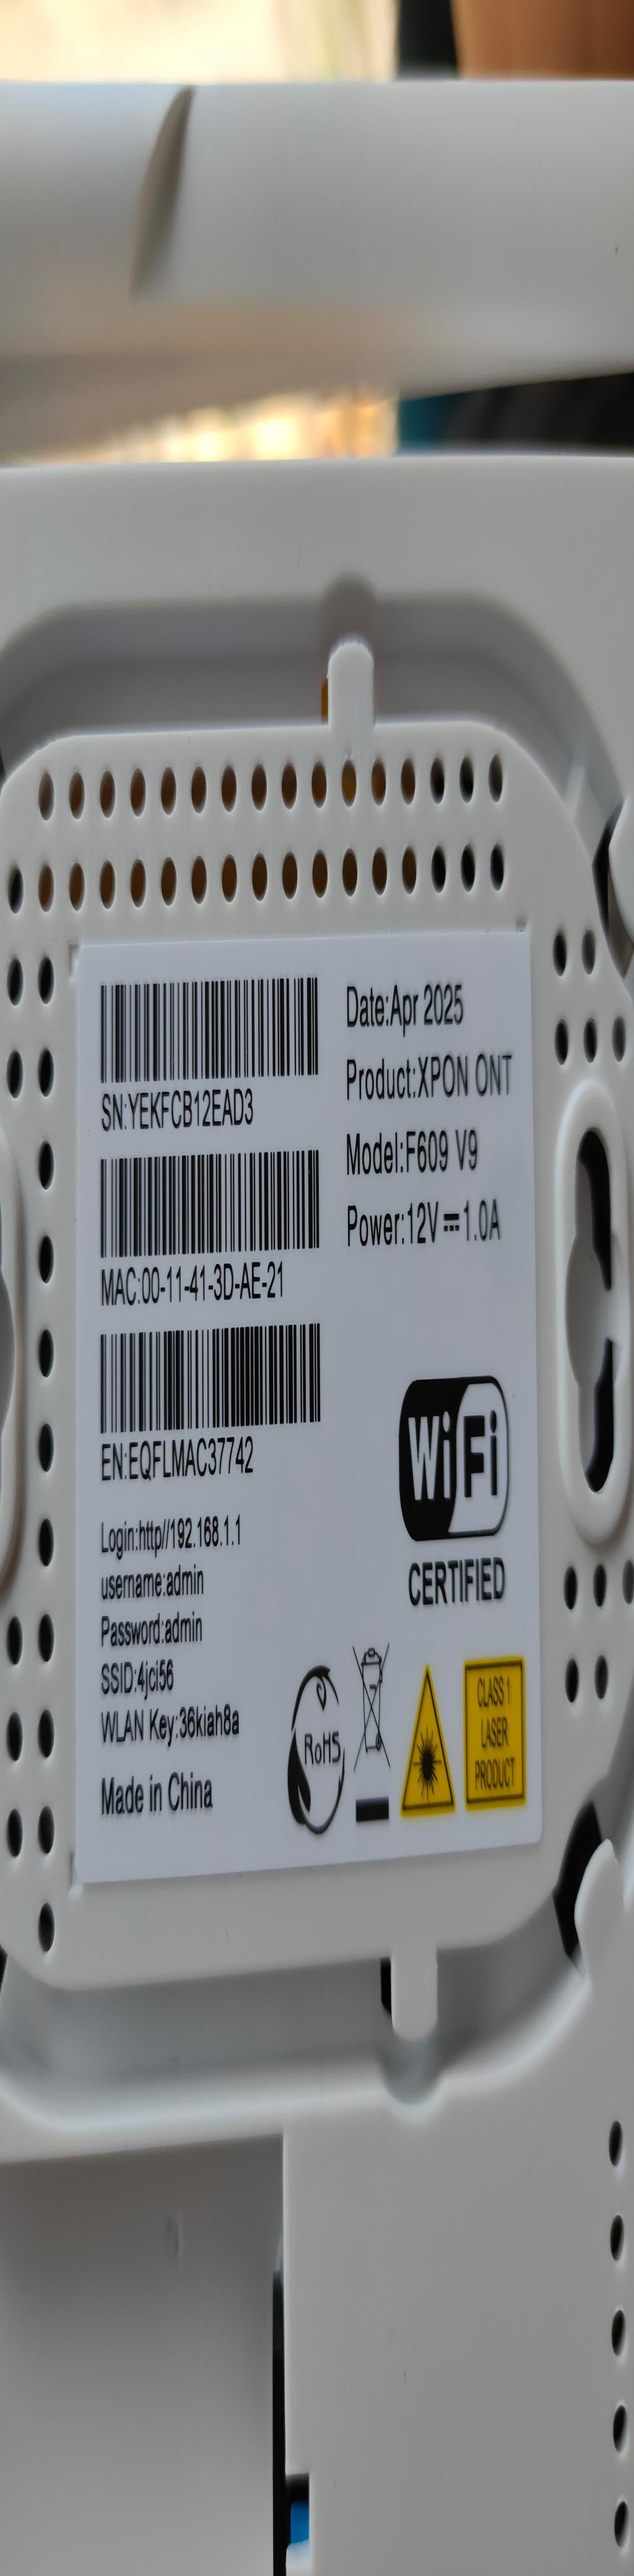 SN:YEKFCB12EAD3
MAC:00-11-41-3D-AE-21
EN:EQFLMAC37742
Login:http//192.168.1.1
username:admin
Password:admin
SSID:4jci56
WLAN Key:36kiah8a
Made in China
Date:Apr 2025
Product:XPON ONT
Model:F609 V9
Power:12V⎓1.0A
WiFi
CERTIFIED
RoHS
CLASS 1
LASER
PRODUCT